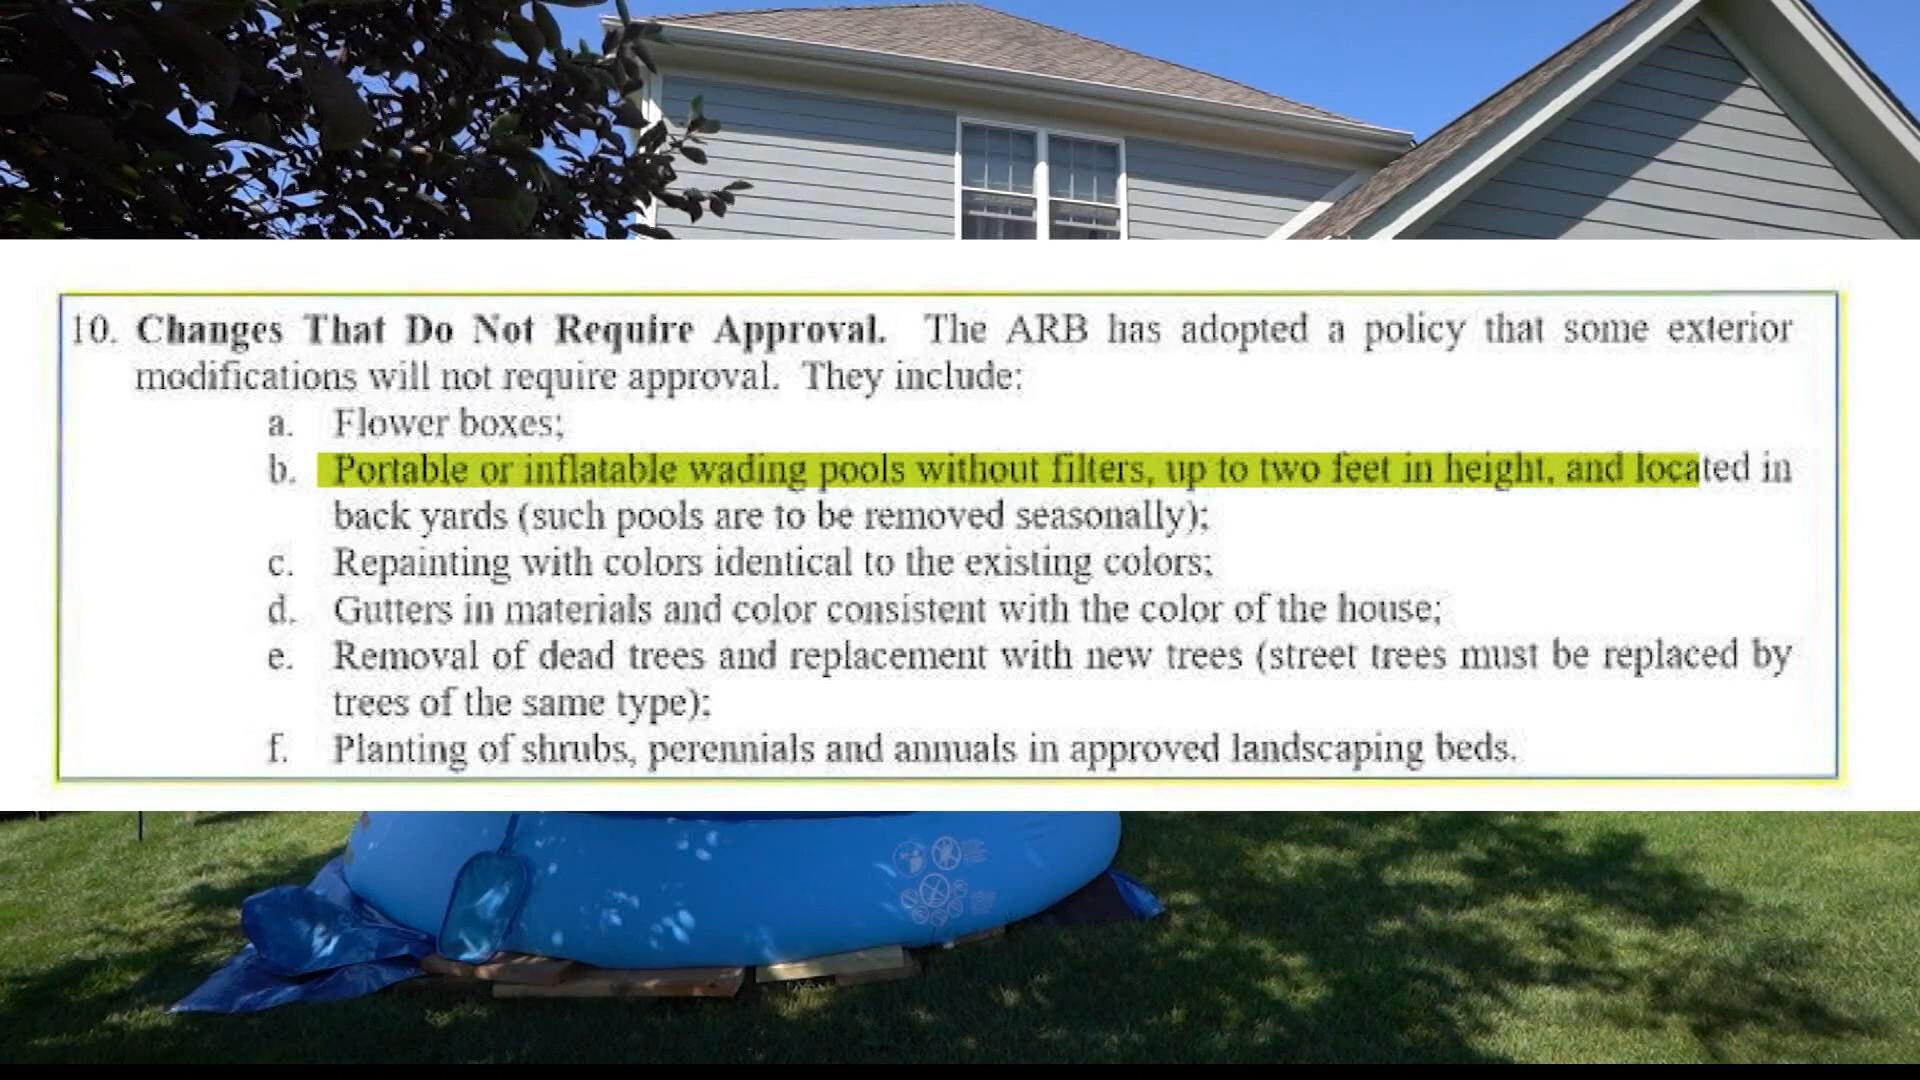 10. Changes That Do Not Require Approval. The ARB has adopted a policy that some exterior
modifications will not require approval. They include:
a. Flower boxes;
b. Portable or inflatable wading pools without filters, up to two feet in height, and located in
back yards (such pools are to be removed seasonally);
c. Repainting with colors identical to the existing colors;
d. Gutters in materials and color consistent with the color of the house;
e. Removal of dead trees and replacement with new trees (street trees must be replaced by
trees of the same type);
f. Planting of shrubs, perennials and annuals in approved landscaping beds.